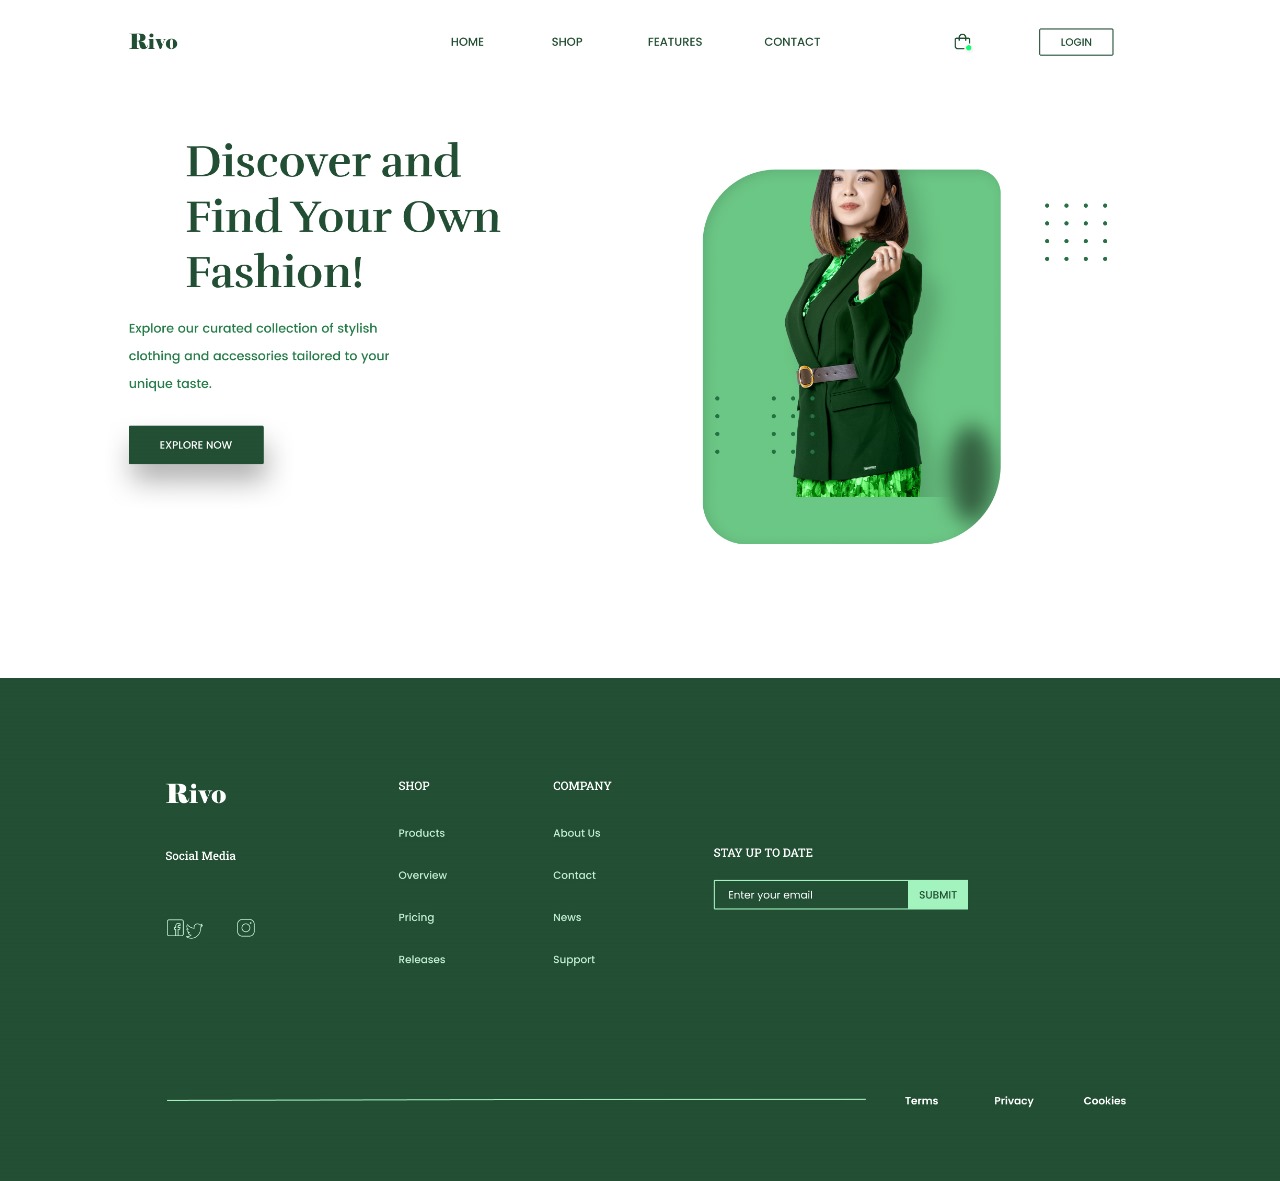 Rivo
HOME
SHOP
FEATURES
CONTACT
LOGIN
Discover and
Find Your Own
Fashion!
Explore our curated collection of stylish
clothing and accessories tailored to your
unique taste.
EXPLORE NOW
Rivo
Social Media
SHOP
Products
Overview
Pricing
Releases
COMPANY
About Us
Contact
News
Support
STAY UP TO DATE
Enter your email
SUBMIT
Terms
Privacy
Cookies